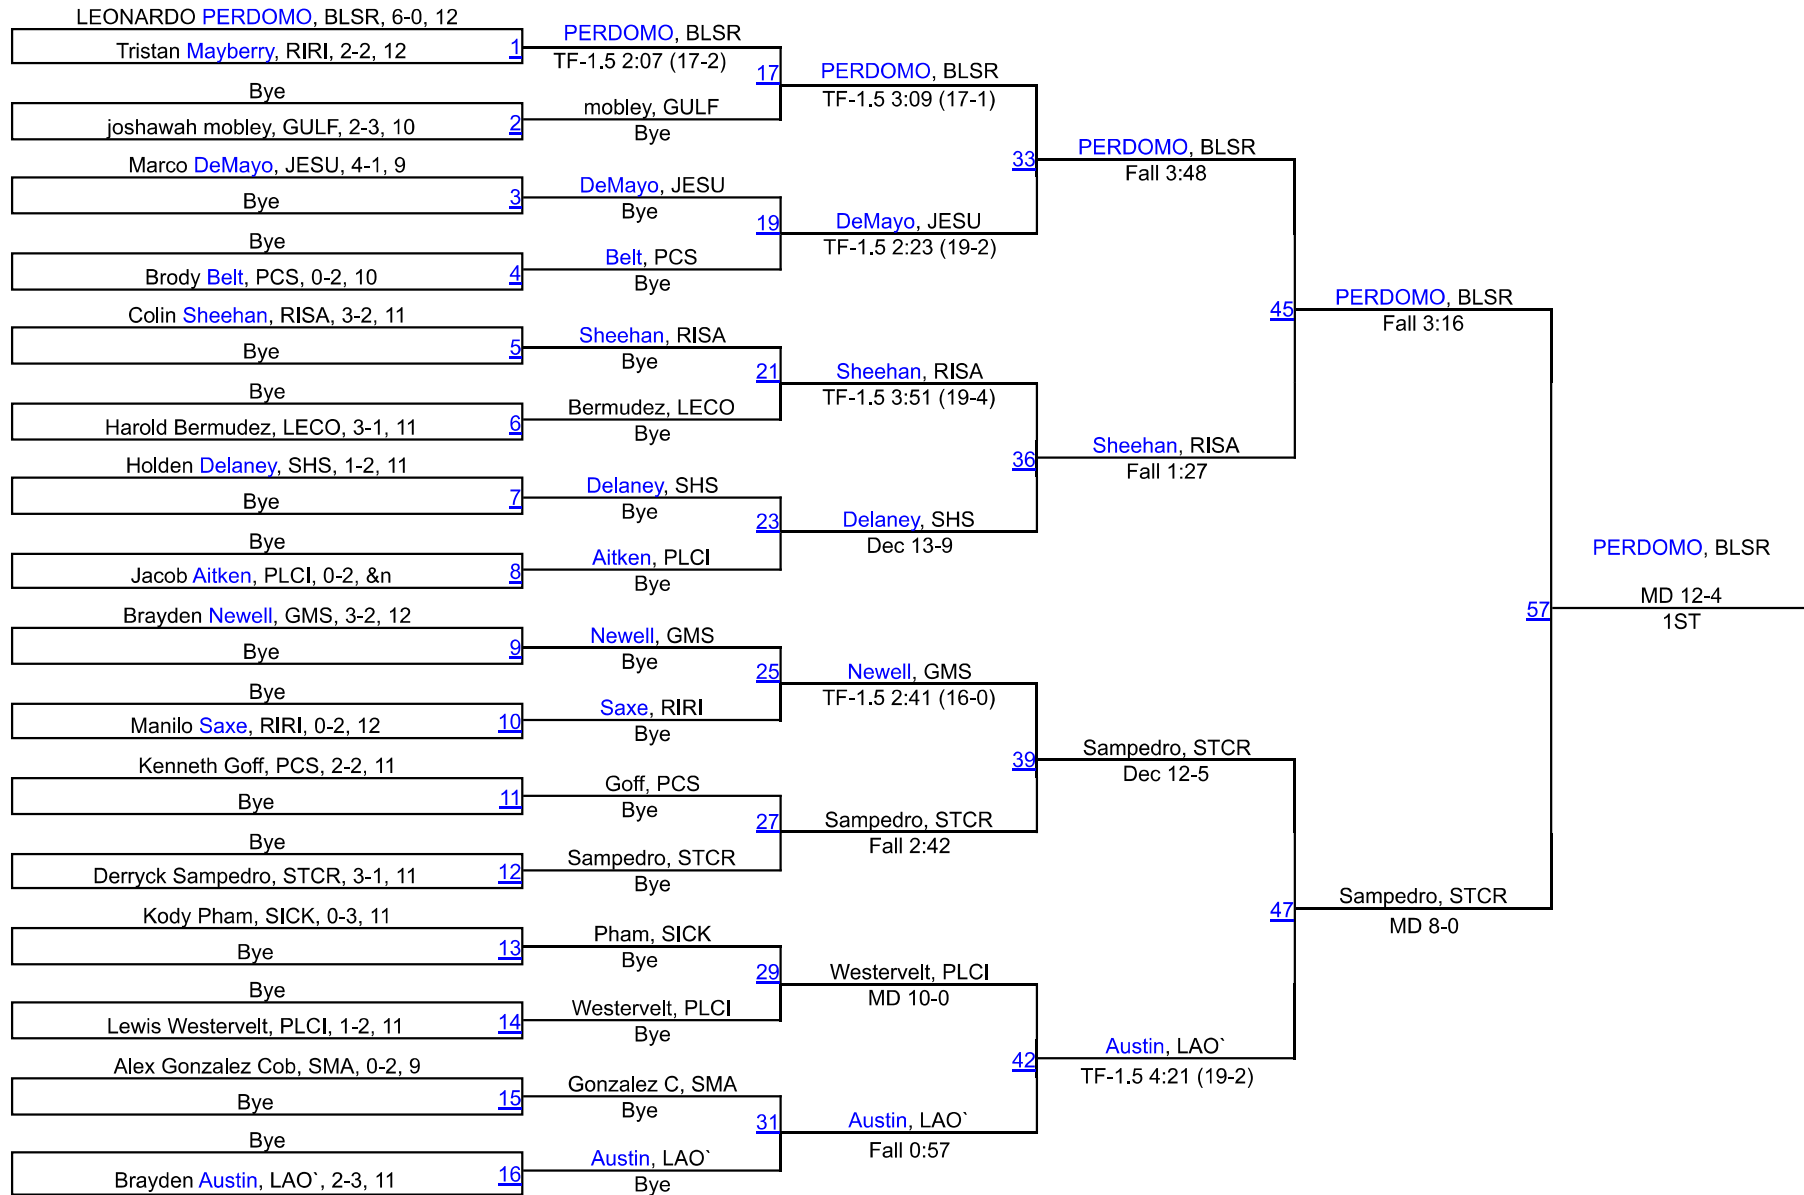 LEONARDO PERDOMO, BLSR, 6-0, 12
Tristan Mayberry, RIRI, 2-2, 12
1
Bye
joshawah mobley, GULF, 2-3, 10
2
Marco DeMayo, JESU, 4-1, 9
Bye
3
Bye
Brody Belt, PCS, 0-2, 10
4
Colin Sheehan, RISA, 3-2, 11
Bye
5
Bye
Harold Bermudez, LECO, 3-1, 11
6
Holden Delaney, SHS, 1-2, 11
Bye
7
Bye
Jacob Aitken, PLCI, 0-2, &n
8
Brayden Newell, GMS, 3-2, 12
Bye
9
Bye
Manilo Saxe, RIRI, 0-2, 12
10
Kenneth Goff, PCS, 2-2, 11
Bye
11
Bye
Derryck Sampedro, STCR, 3-1, 11
12
Kody Pham, SICK, 0-3, 11
Bye
13
Bye
Lewis Westervelt, PLCI, 1-2, 11
14
Alex Gonzalez Cob, SMA, 0-2, 9
Bye
15
Bye
Brayden Austin, LAO`, 2-3, 11
16
PERDOMO, BLSR
TF-1.5 2:07 (17-2)
17
mobley, GULF
Bye
DeMayo, JESU
Bye
19
Belt, PCS
Bye
Sheehan, RISA
Bye
21
Bermudez, LECO
Bye
Delaney, SHS
Bye
23
Aitken, PLCI
Bye
Newell, GMS
Bye
25
Saxe, RIRI
Bye
Goff, PCS
Bye
27
Sampedro, STCR
Bye
Pham, SICK
Bye
29
Westervelt, PLCI
Bye
Gonzalez C, SMA
Bye
31
Austin, LAO`
Bye
PERDOMO, BLSR
TF-1.5 3:09 (17-1)
33
DeMayo, JESU
TF-1.5 2:23 (19-2)
Sheehan, RISA
TF-1.5 3:51 (19-4)
36
Delaney, SHS
Dec 13-9
Newell, GMS
TF-1.5 2:41 (16-0)
39
Sampedro, STCR
Fall 2:42
Westervelt, PLCI
MD 10-0
42
Austin, LAO`
Fall 0:57
PERDOMO, BLSR
Fall 3:48
45
Sheehan, RISA
Fall 1:27
Sampedro, STCR
Dec 12-5
47
Austin, LAO`
TF-1.5 4:21 (19-2)
PERDOMO, BLSR
Fall 3:16
57
Sampedro, STCR
MD 8-0
PERDOMO, BLSR
MD 12-4
1ST